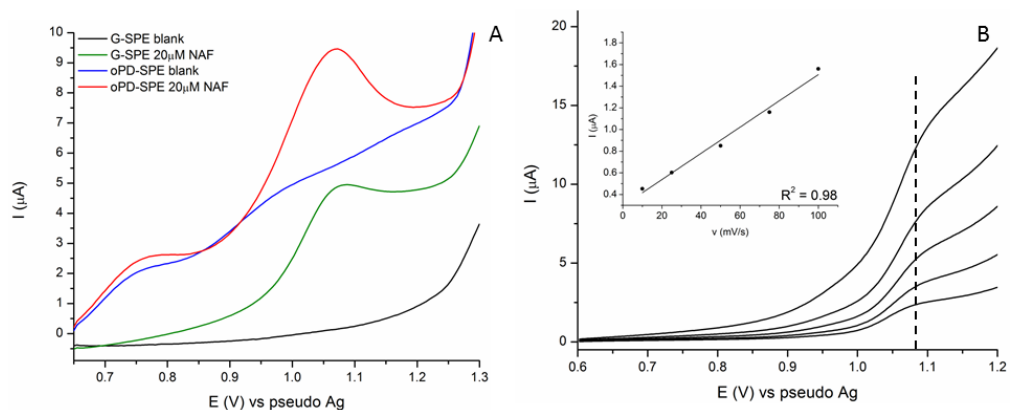 A
G-SPE blank
G-SPE 20μM NAF
oPD-SPE blank
oPD-SPE 20μM NAF
I (μA)
10
9
8
7
6
5
4
3
2
1
0
0.7 0.8 0.9 1.0 1.1 1.2 1.3
E (V) vs pseudo Ag
B
I (μA)
20
15
10
5
0
0.6 0.7 0.8 0.9 1.0 1.1 1.2
E (V) vs pseudo Ag
I (μA)
1.8
1.6
1.4
1.2
1.0
0.8
0.6
0.4
0.2
0 20 40 60 80 100
v (mV/s)
R² = 0.98